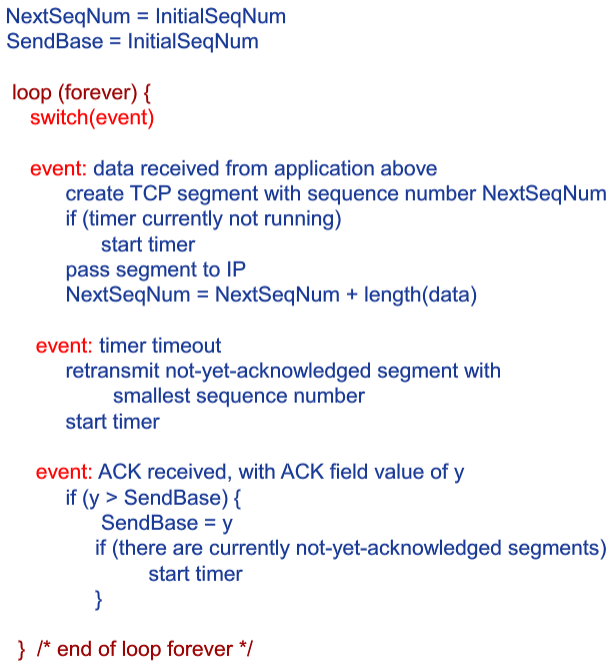 NextSeqNum = InitialSeqNum
SendBase = InitialSeqNum
loop (forever) {
switch(event)
event: data received from application above
create TCP segment with sequence number NextSeqNum
if (timer currently not running)
start timer
pass segment to IP
NextSeqNum = NextSeqNum + length(data)
event: timer timeout
retransmit not-yet-acknowledged segment with
smallest sequence number
start timer
event: ACK received, with ACK field value of y
if (y > SendBase) {
SendBase = y
if (there are currently not-yet-acknowledged segments)
start timer
}
} /* end of loop forever */